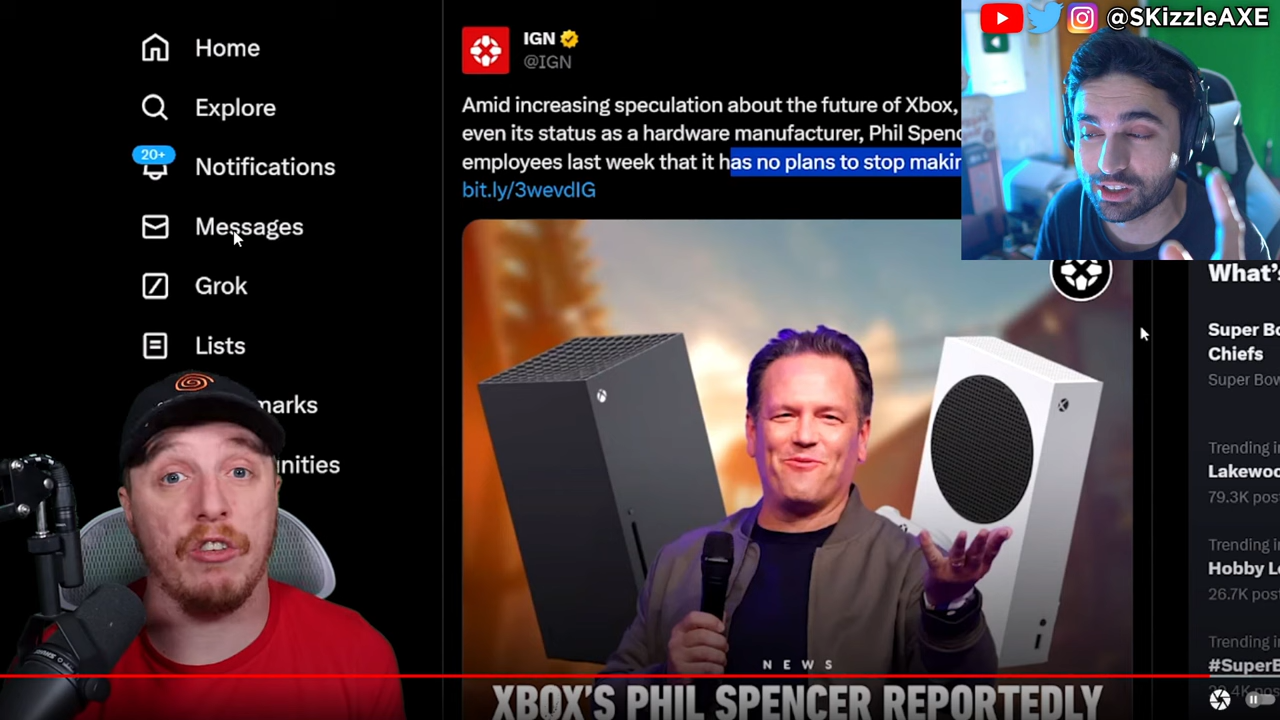 @SKizzleAXE
Home
Explore
20+
Notifications
Messages
Grok
Lists
marks
unities
IGN
@IGN
Amid increasing speculation about the future of Xbox,
even its status as a hardware manufacturer, Phil Spenc
employees last week that it has no plans to stop makin
bit.ly/3wevdIG
NEWS
XBOX'S PHIL SPENCER REPORTEDLY
What's
Super Bo
Chiefs
Super Bow
Trending in
Lakewoo
79.3K post
Trending in
Hobby Lo
26.7K post
Trending in
#SuperB